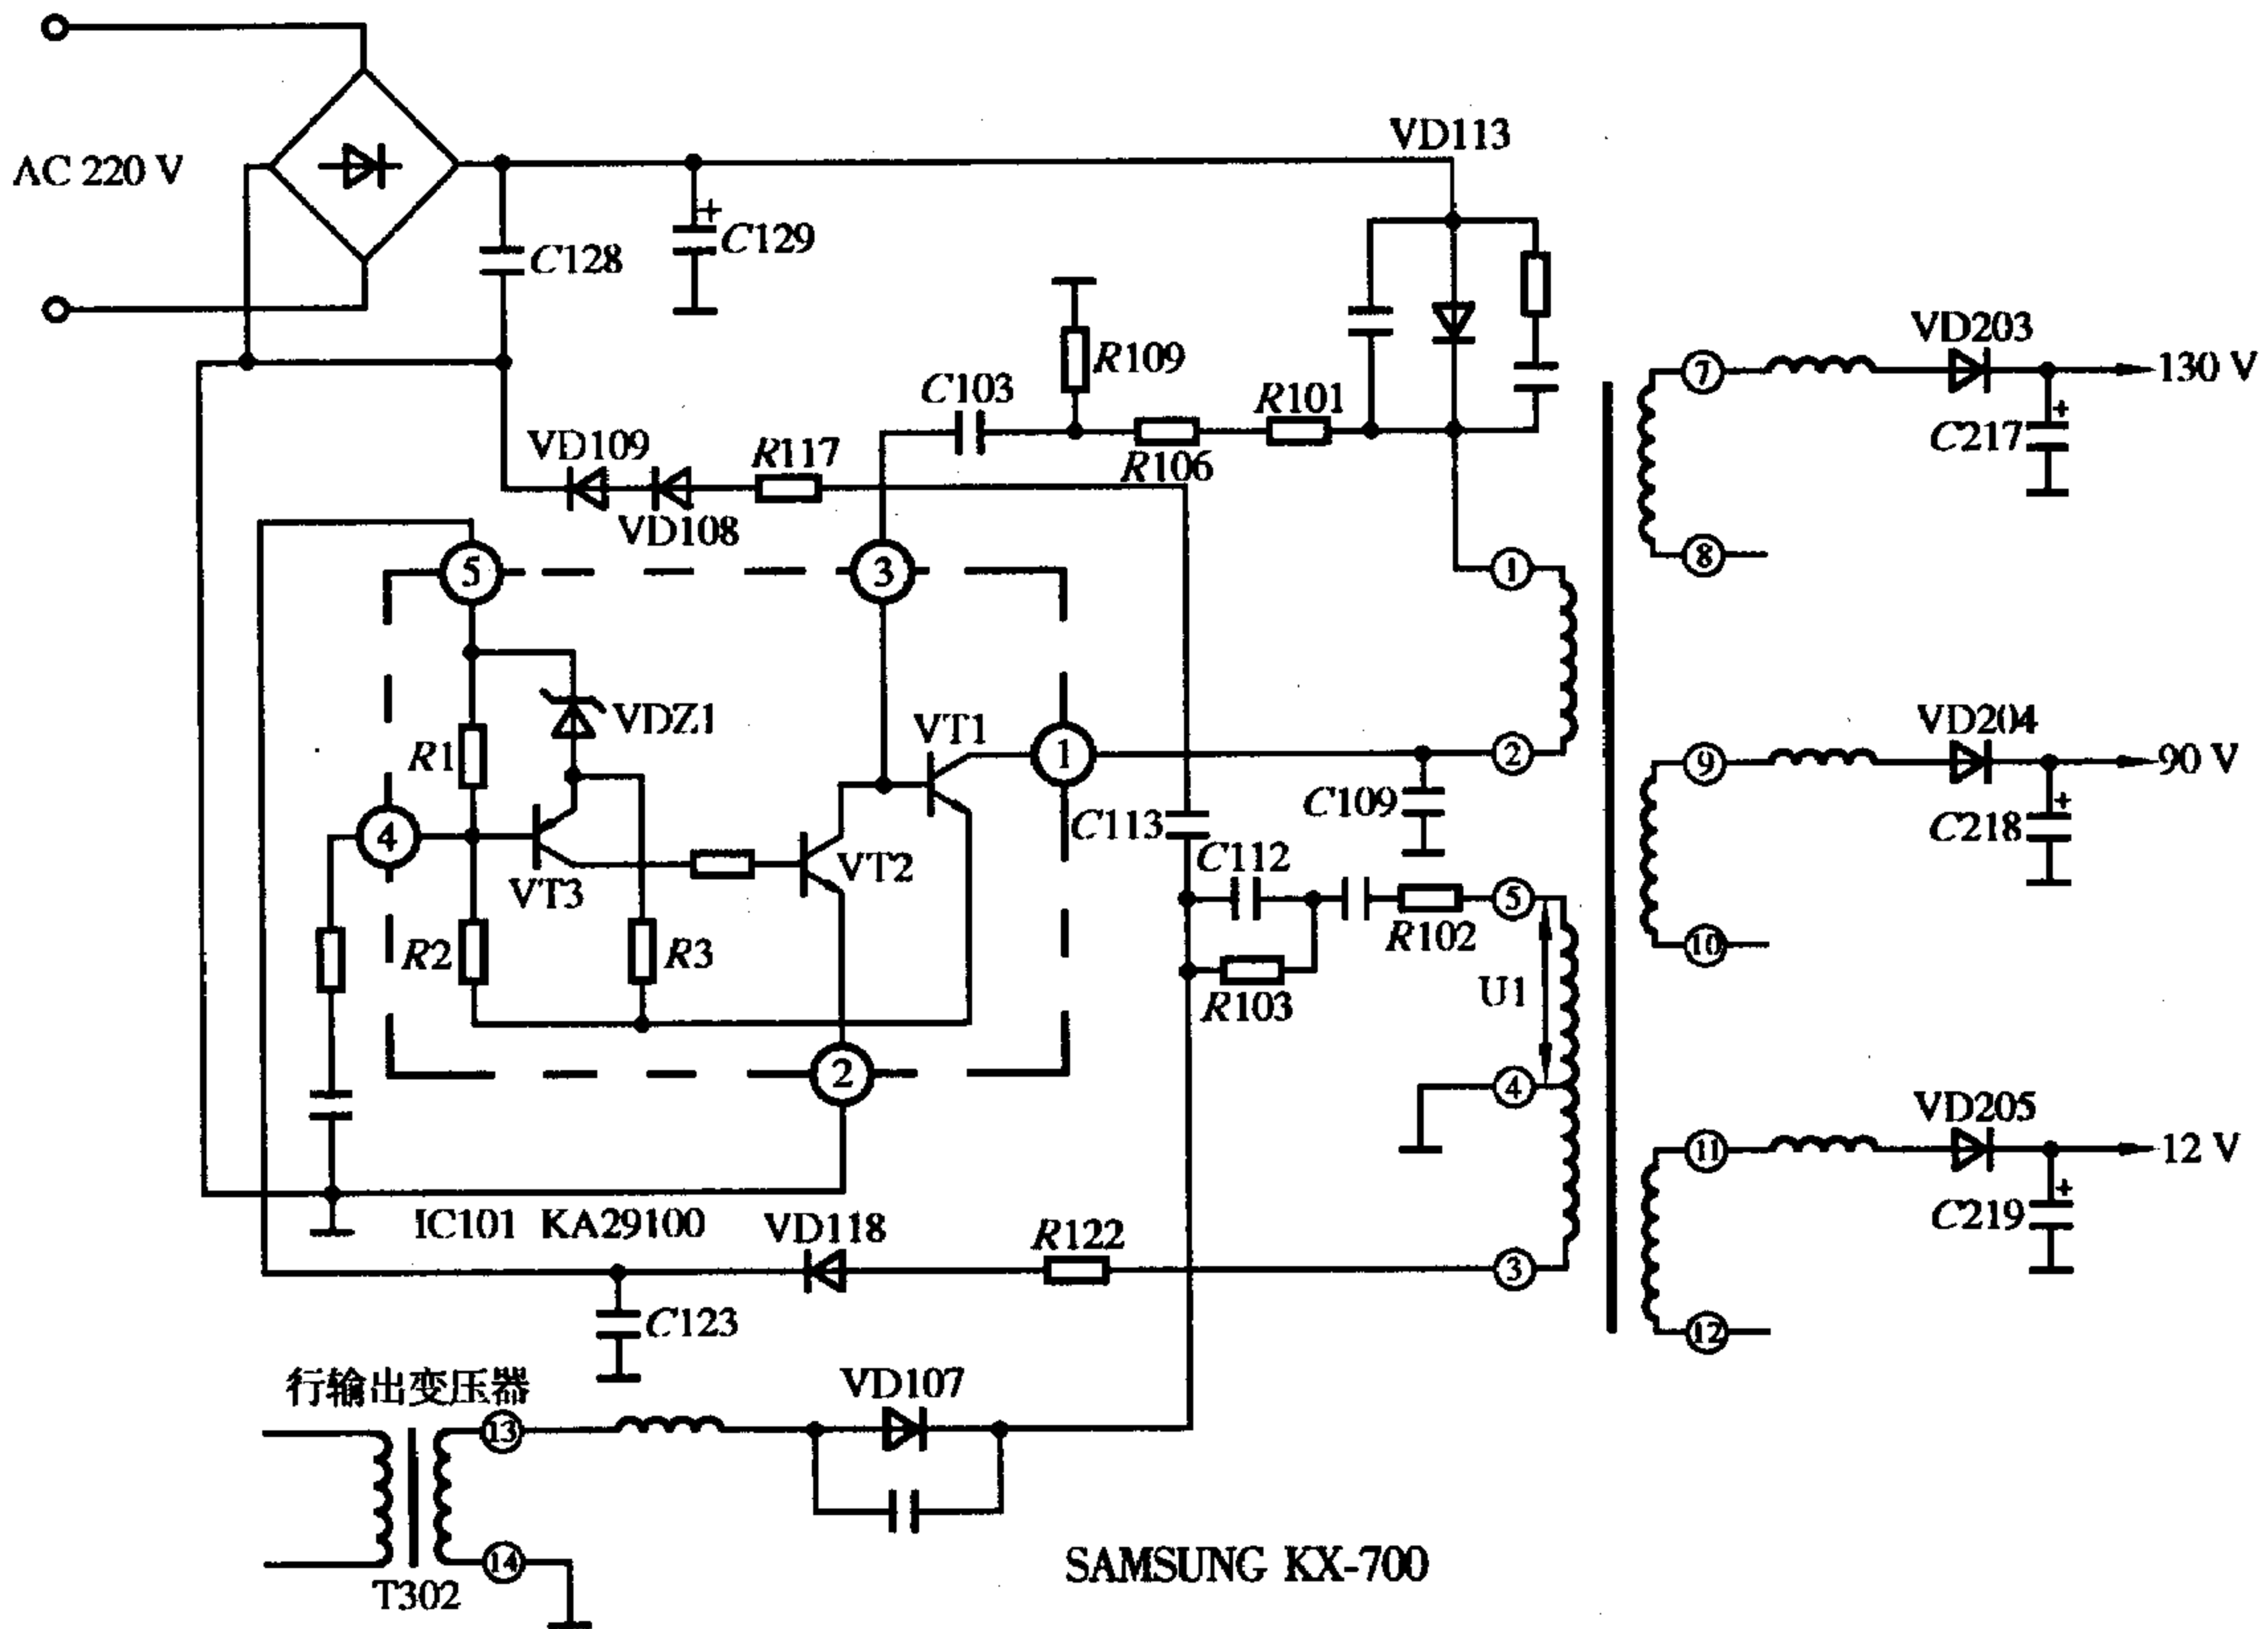 VD113
AC 220 V
C128
C129
R109
VD203
130 V
C103
R101
C217
VD109
R117
R106
VD108
⑤
③
①
⑦
⑧
VDZ1
VT1
R1
①
②
VD204
90 V
⑨
C109
C218
④
C113
VT3
VT2
C112
⑤
R102
R2
R3
⑩
U1
R103
②
④
VD205
12 V
⑪
IC101 KA29100
VD118
R122
C219
③
C123
⑫
行输出变压器
VD107
⑬
⑭
T302
SAMSUNG KX-700